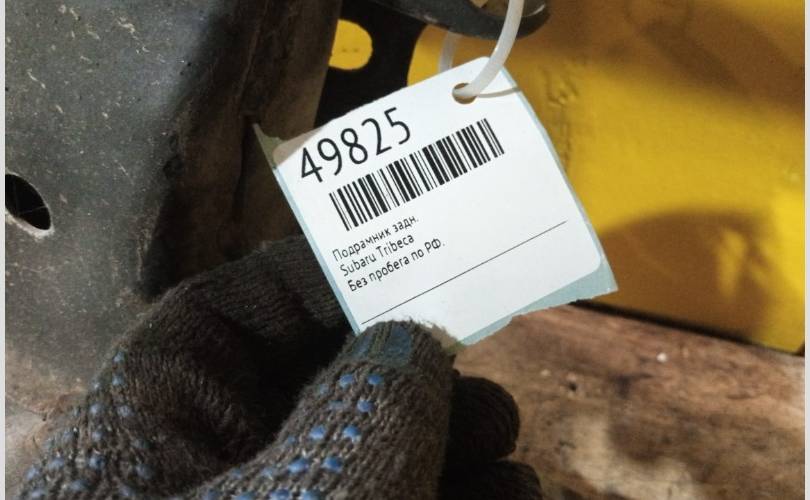 49825
Подрамник задн.
Subaru Tribeca
Без пробега по РФ.